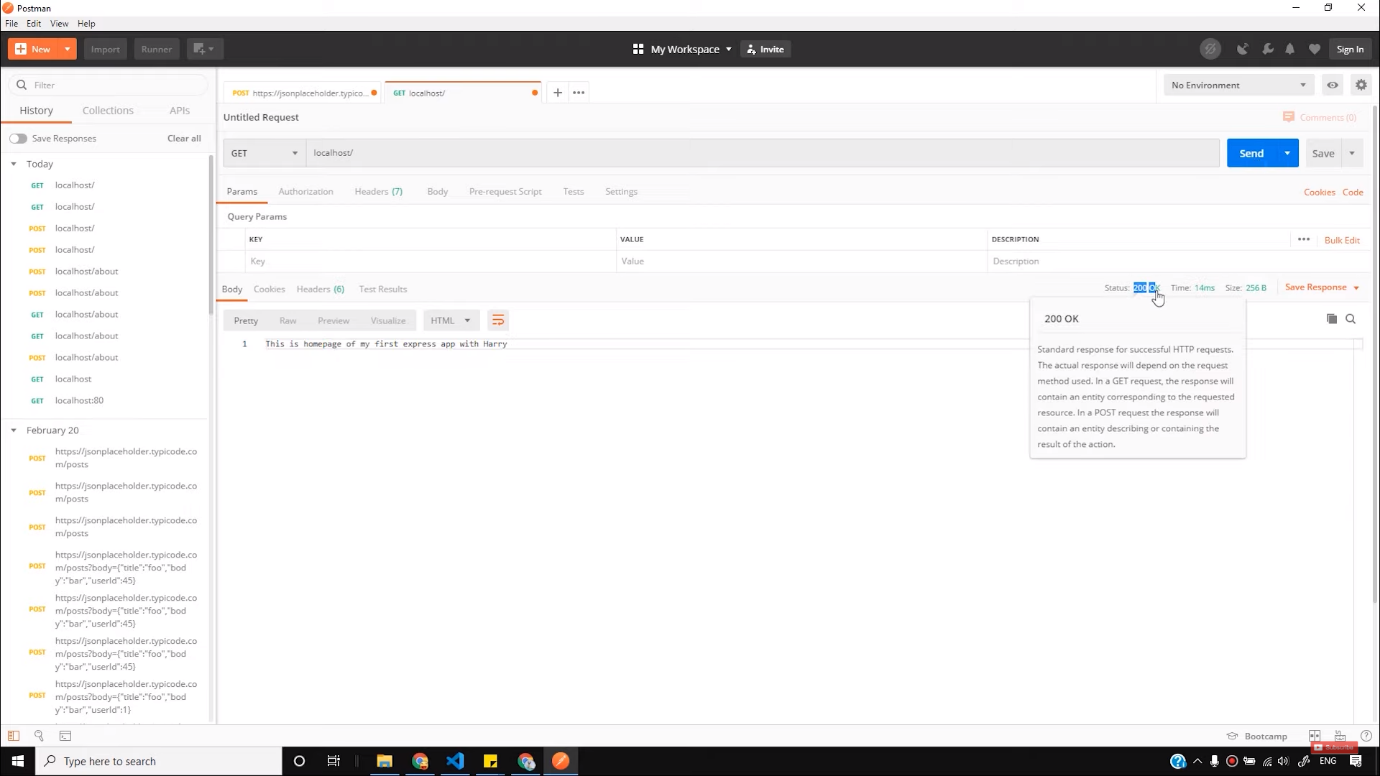 Postman
File Edit View Help
New Import Runner My Workspace Invite Sign In
Filter
History Collections APIs
Save Responses Clear all
Today
GET localhost/
GET localhost/
POST localhost/
POST localhost/
POST localhost/about
POST localhost/about
GET localhost/about
GET localhost/about
POST localhost/about
GET localhost
GET localhost:80
February 20
POST https://jsonplaceholder.typicode.co
m/posts
POST https://jsonplaceholder.typicode.co
m/posts
POST https://jsonplaceholder.typicode.co
m/posts
POST https://jsonplaceholder.typicode.co
m/posts?body={"title":"foo","bod
y":"bar","userId":45}
POST https://jsonplaceholder.typicode.co
m/posts?body={"title":"foo","bod
y":"bar","userId":45}
POST https://jsonplaceholder.typicode.co
m/posts?body={"title":"foo","bod
y":"bar","userId":45}
POST https://jsonplaceholder.typicode.co
m/posts?body={"title":"foo","bod
y":"bar","userId":1}
POST https://jsonplaceholder.typico... GET localhost/ No Environment
Untitled Request Comments (0)
GET localhost/ Send Save
Params Authorization Headers (7) Body Pre-request Script Tests Settings Cookies Code
Query Params
KEY VALUE DESCRIPTION Bulk Edit
Key Value Description
Body Cookies Headers (6) Test Results Status: 200 OK Time: 14ms Size: 256 B Save Response
Pretty Raw Preview Visualize HTML
1 This is homepage of my first express app with Harry
200 OK
Standard response for successful HTTP requests.
The actual response will depend on the request
method used. In a GET request, the response will
contain an entity corresponding to the requested
resource. In a POST request the response will
contain an entity describing or containing the
result of the action.
Bootcamp
Subscribe
Type here to search ENG